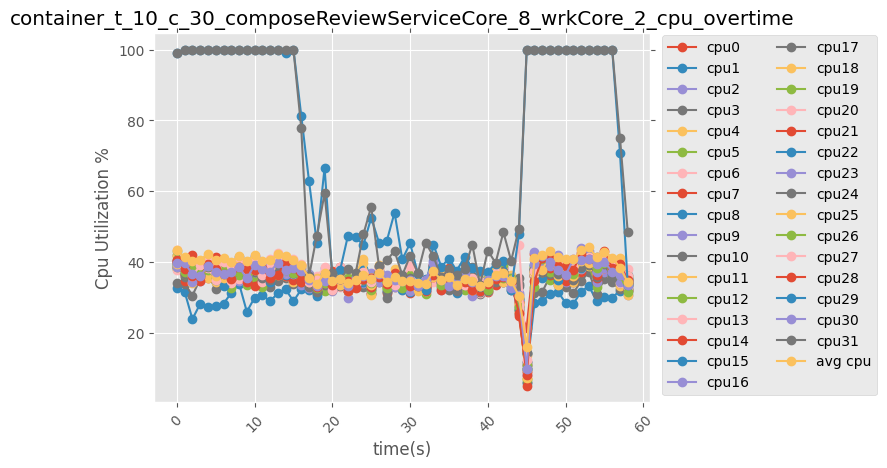 container_t_10_c_30_composeReviewServiceCore_8_wrkCore_2_cpu_overtime
Cpu Utilization %
100
80
60
40
20
0
10
20
30
40
50
60
time(s)
cpu0
cpu1
cpu2
cpu3
cpu4
cpu5
cpu6
cpu7
cpu8
cpu9
cpu10
cpu11
cpu12
cpu13
cpu14
cpu15
cpu16
cpu17
cpu18
cpu19
cpu20
cpu21
cpu22
cpu23
cpu24
cpu25
cpu26
cpu27
cpu28
cpu29
cpu30
cpu31
avg cpu